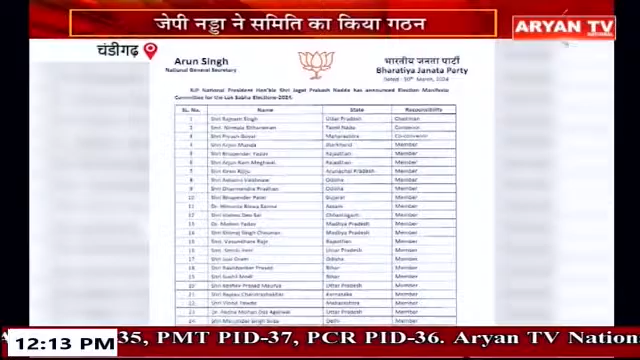 जेपी नड्डा ने समिति का किया गठन
ARYAN TV
NATIONAL
चंडीगढ़
Arun Singh
National General Secretary
भारतीय जनता पार्टी
Bharatiya Janata Party
March, 2024
BJP National President Hon'ble Shri Jagat Prakash Nadda has announced Election Manifesto
Committee for the Lok Sabha Elections-2024.
SL. No. Name State Responsibility
1 Shri Rajnath Singh Uttar Pradesh Chairman
2 Smt. Nirmala Sitharaman Tamil Nadu Convenor
3 Shri Piyush Goyal Maharashtra Co-convenor
4 Shri Arjun Munda Jharkhand Member
5 Shri Bhupender Yadav Rajasthan Member
6 Shri Arjun Ram Meghwal Rajasthan Member
7 Shri Kiren Rijiju Arunachal Pradesh Member
8 Shri Ashwini Vaishnaw Odisha Member
9 Shri Dharmendra Pradhan Odisha Member
10 Shri Bhupender Patel Gujarat Member
11 Dr. Himanta Biswa Sarma Assam Member
12 Shri Vishnu Deo Sai Chhattisgarh Member
13 Dr. Mohan Yadav Madhya Pradesh Member
14 Shri Shivraj Singh Chouhan Madhya Pradesh Member
15 Smt. Vasundhara Raje Rajasthan Member
16 Smt. Smriti Irani Uttar Pradesh Member
17 Shri Jual Oram Odisha Member
18 Shri Ravishankar Prasad Bihar Member
19 Shri Sushil Modi Bihar Member
20 Shri Keshav Prasad Maurya Uttar Pradesh Member
21 Shri Rajeev Chandrashekhar Karnataka Member
22 Shri Vinod Tawde Maharashtra Member
23 Dr. Radha Mohan Das Agarwal Uttar Pradesh Member
24 Shri Manjinder Singh Sirsa Delhi Member
12:13 PM 35, PMT PID-37, PCR PID-36. Aryan TV Nation